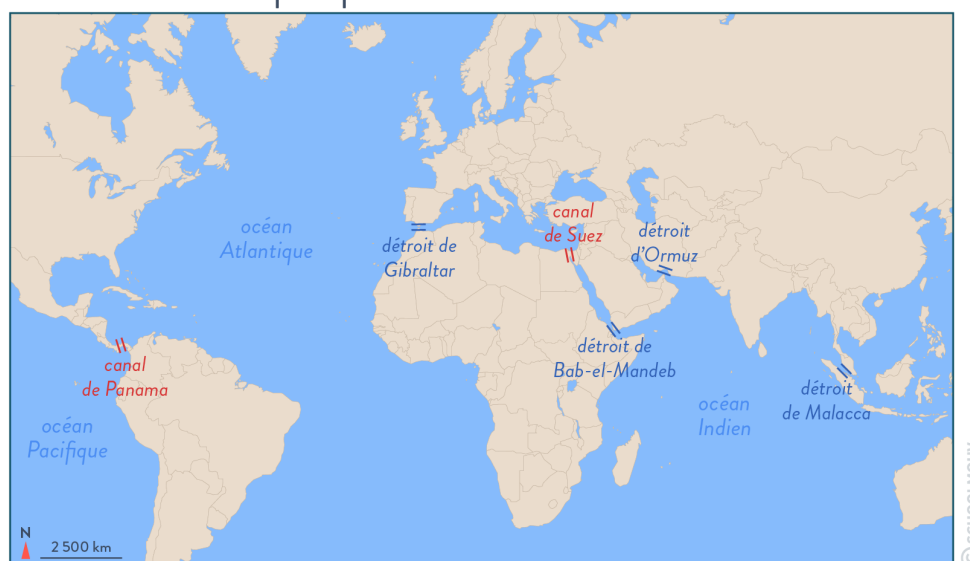 océan
Atlantique
canal
de Suez
détroit de
Gibraltar
détroit
d'Ormuz
canal
de Panama
détroit de
Bab-el-Mandeb
détroit
de Malacca
océan
Indien
océan
Pacifique
N
2 500 km